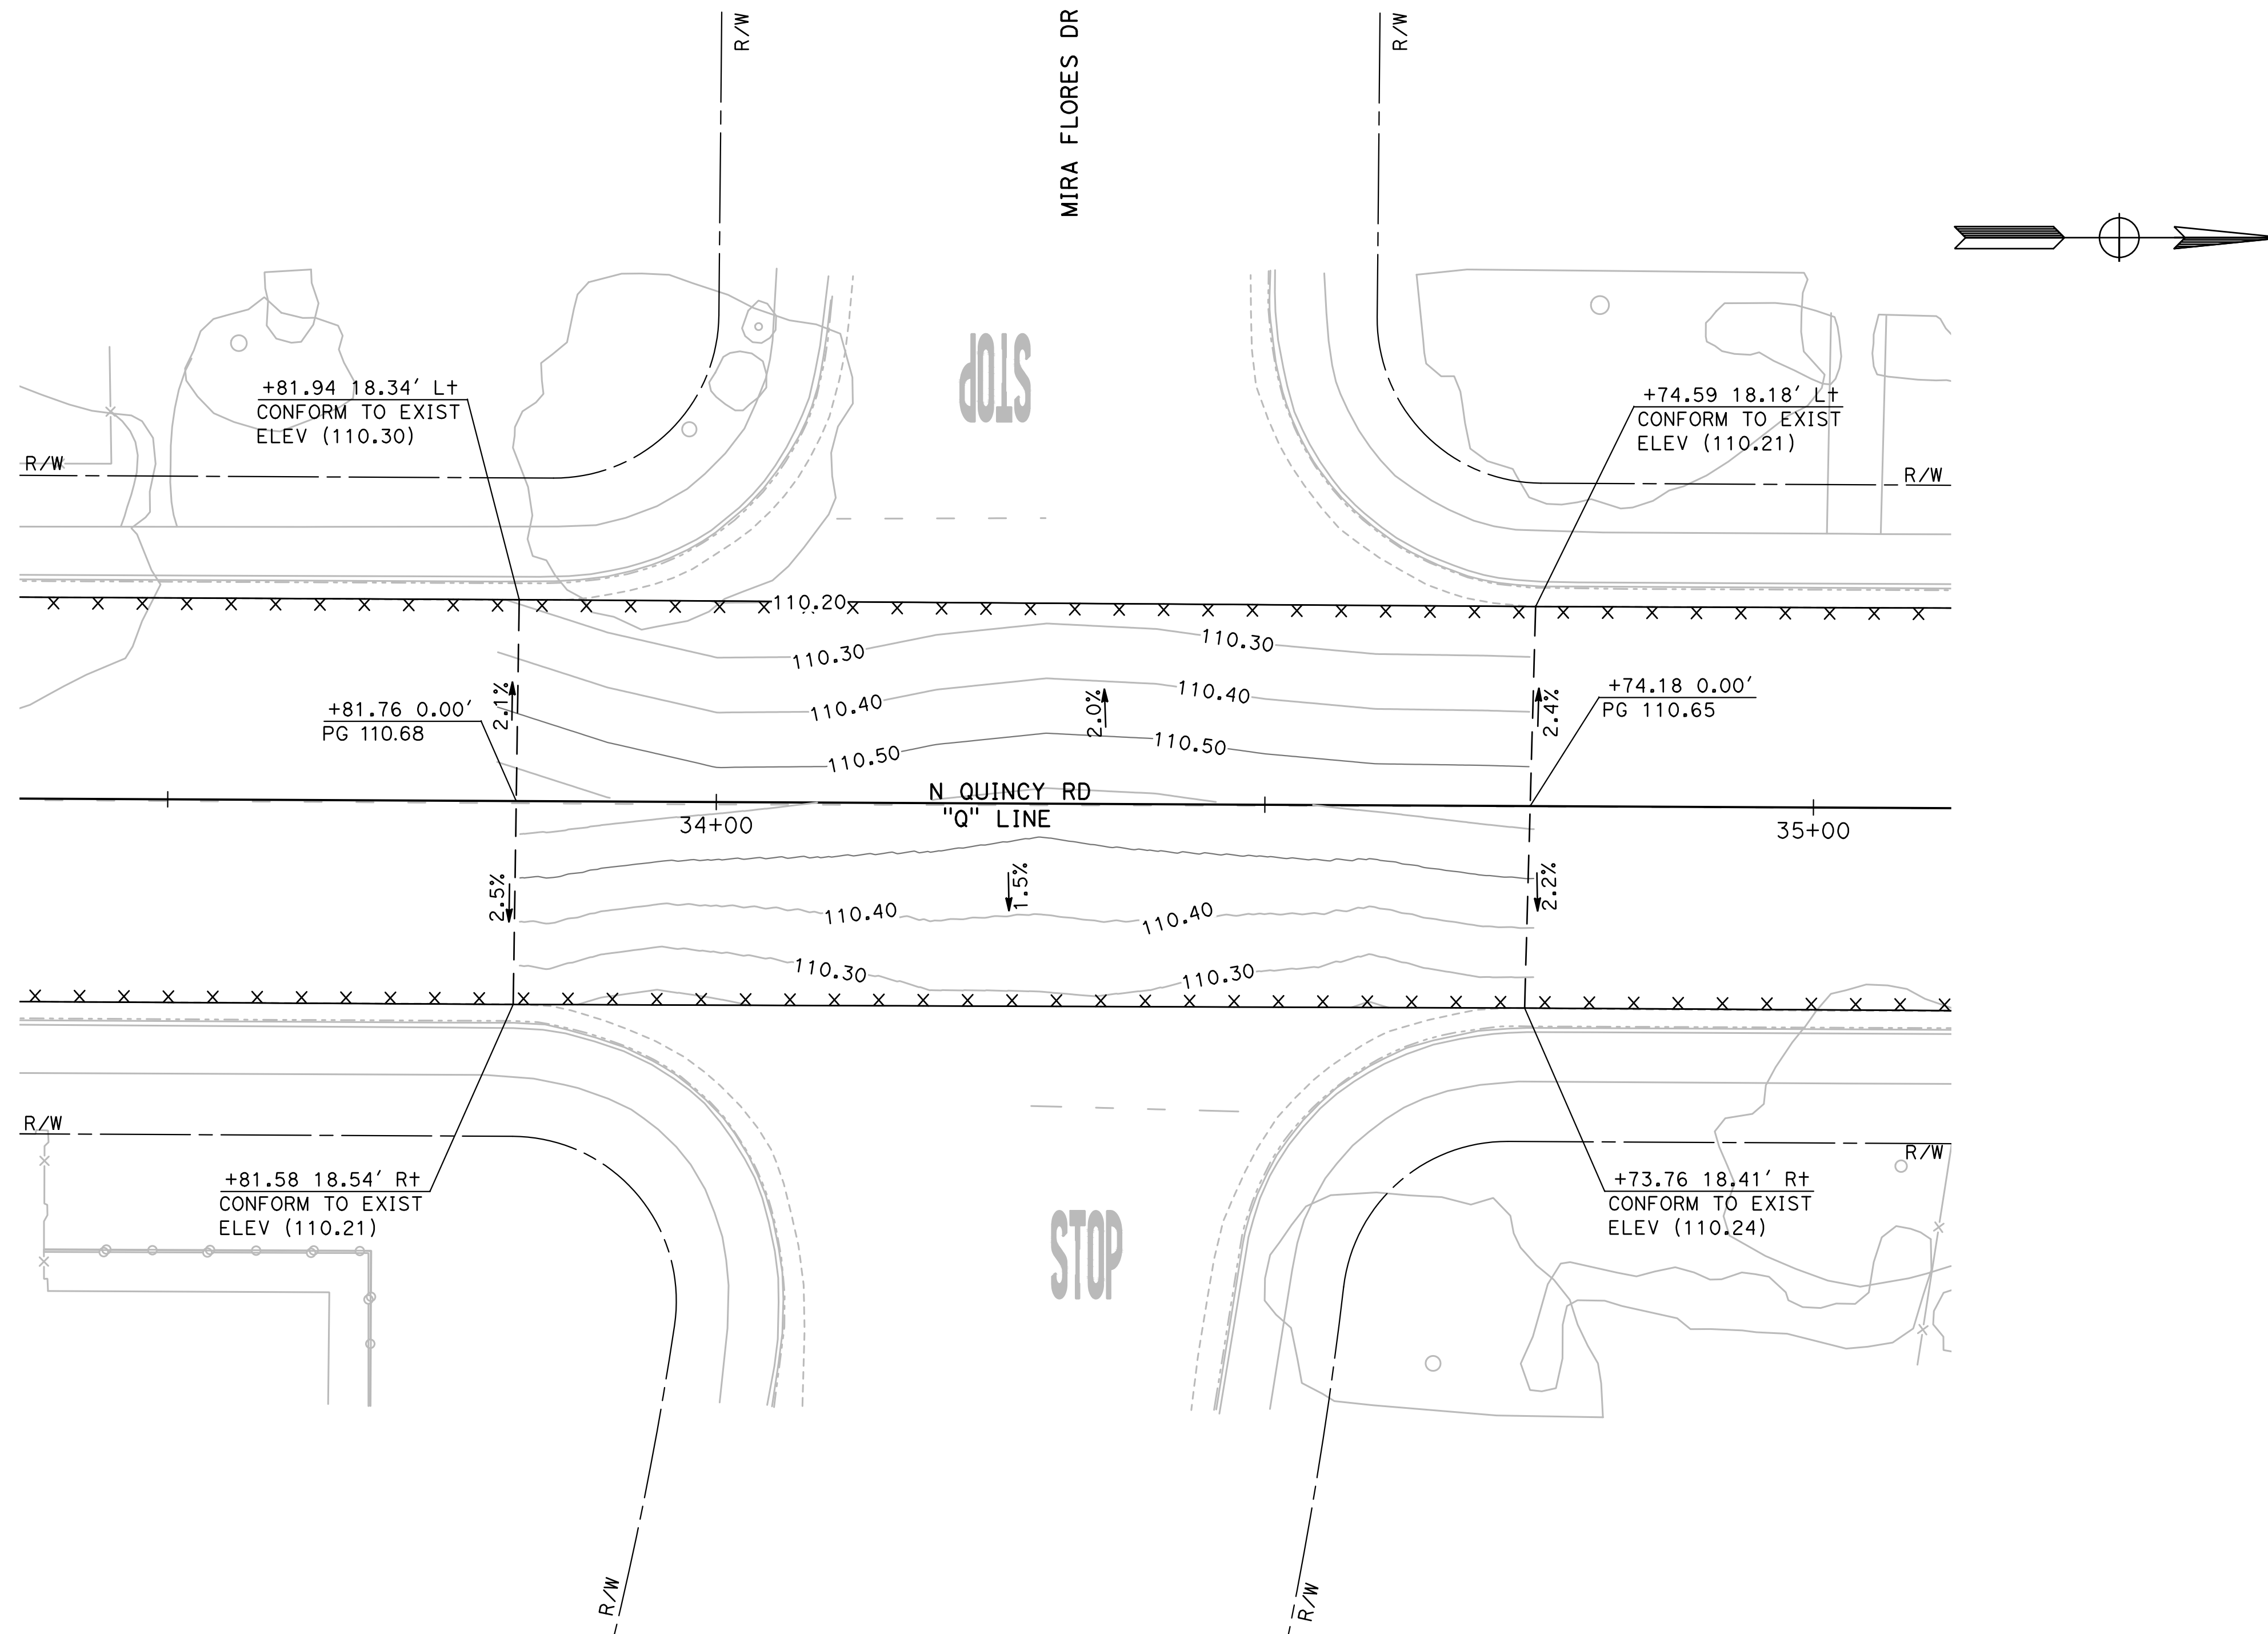 R/W
MIRA FLORES DR
R/W
STOP
+81.94 18.34' Lt
CONFORM TO EXIST
ELEV (110.30)
+74.59 18.18' Lt
CONFORM TO EXIST
ELEV (110.21)
R/W
R/W
110.20
110.30
110.30
110.40
110.40
110.50
110.50
2.1%
2.0%
2.4%
+81.76 0.00'
PG 110.68
+74.18 0.00'
PG 110.65
N QUINCY RD
"Q" LINE
34+00
35+00
2.5%
1.5%
2.2%
110.40
110.40
110.30
110.30
R/W
R/W
+81.58 18.54' Rt
CONFORM TO EXIST
ELEV (110.21)
+73.76 18.41' Rt
CONFORM TO EXIST
ELEV (110.24)
STOP
R/W
R/W